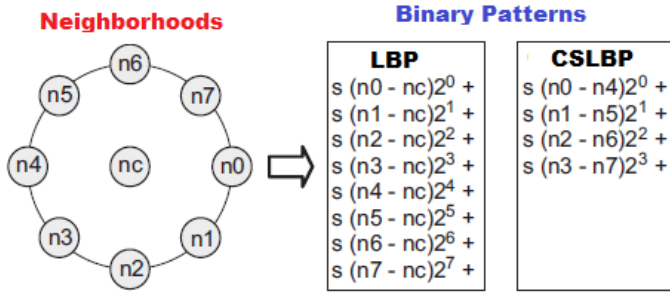 Neighborhoods
n6
n5
n7
n4
nc
n0
n3
n1
n2
Binary Patterns
LBP
s (n0 - nc)2⁰ +
s (n1 - nc)2¹ +
s (n2 - nc)2² +
s (n3 - nc)2³ +
s (n4 - nc)2⁴ +
s (n5 - nc)2⁵ +
s (n6 - nc)2⁶ +
s (n7 - nc)2⁷ +
CSLBP
s (n0 - n4)2⁰ +
s (n1 - n5)2¹ +
s (n2 - n6)2² +
s (n3 - n7)2³ +